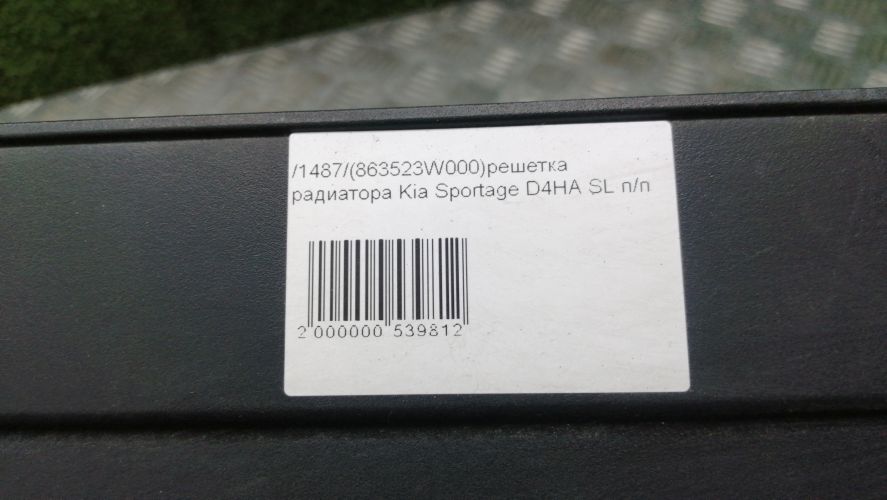 /1487/(863523W000)решетка
радиатора Kia Sportage D4HA SL п/п
2 000000 539812